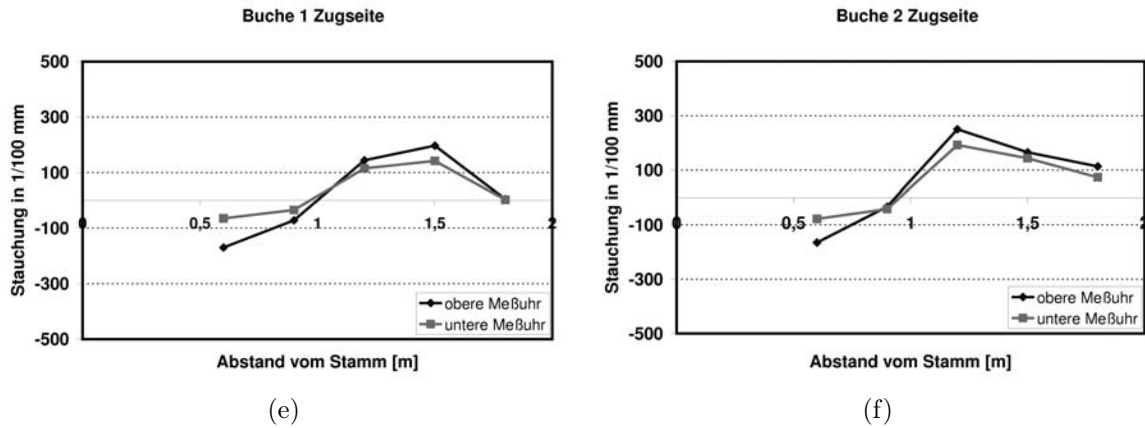 Buche 1 Zugseite
Stauchung in 1/100 mm
500
300
100
-100
-300
-500
0
0,5
1
1,5
2
obere Meßuhr
untere Meßuhr
Abstand vom Stamm [m]
(e)
Buche 2 Zugseite
Stauchung in 1/100 mm
500
300
100
-100
-300
-500
0
0,5
1
1,5
2
obere Meßuhr
untere Meßuhr
Abstand vom Stamm [m]
(f)